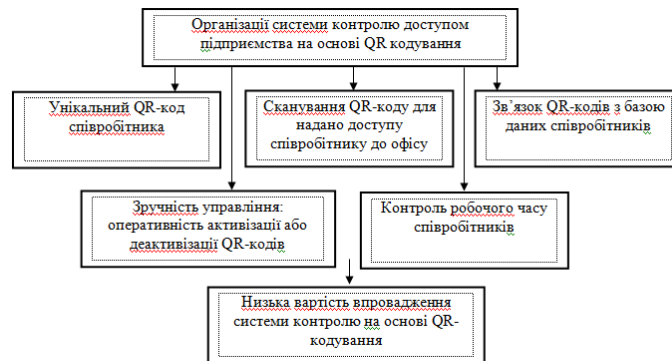 Організації системи контролю доступом
підприємства на основі QR кодування
Унікальний QR-код
співробітника
Сканування QR-коду для
надано доступу
співробітнику до офісу
Зв’язок QR-кодів з базою
даних співробітників
Зручність управління:
оперативність активізації або
деактивізації QR-кодів
Контроль робочого часу
співробітників
Низька вартість впровадження
системи контролю на основі QR-
кодування